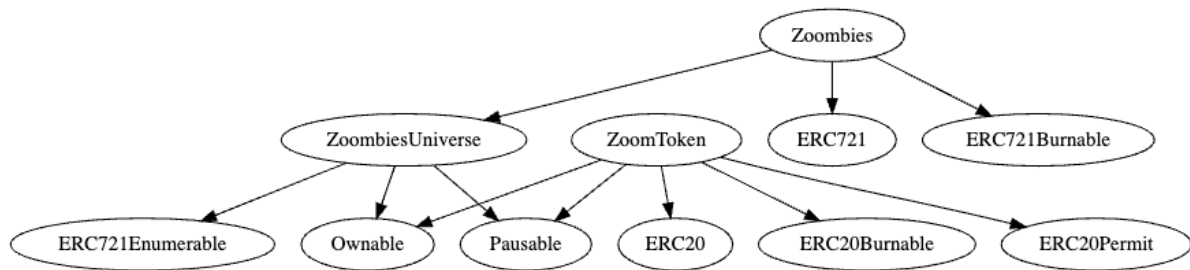 Zoombies
ZoombiesUniverse
ZoomToken
ERC721
ERC721Burnable
ERC721Enumerable
Ownable
Pausable
ERC20
ERC20Burnable
ERC20Permit